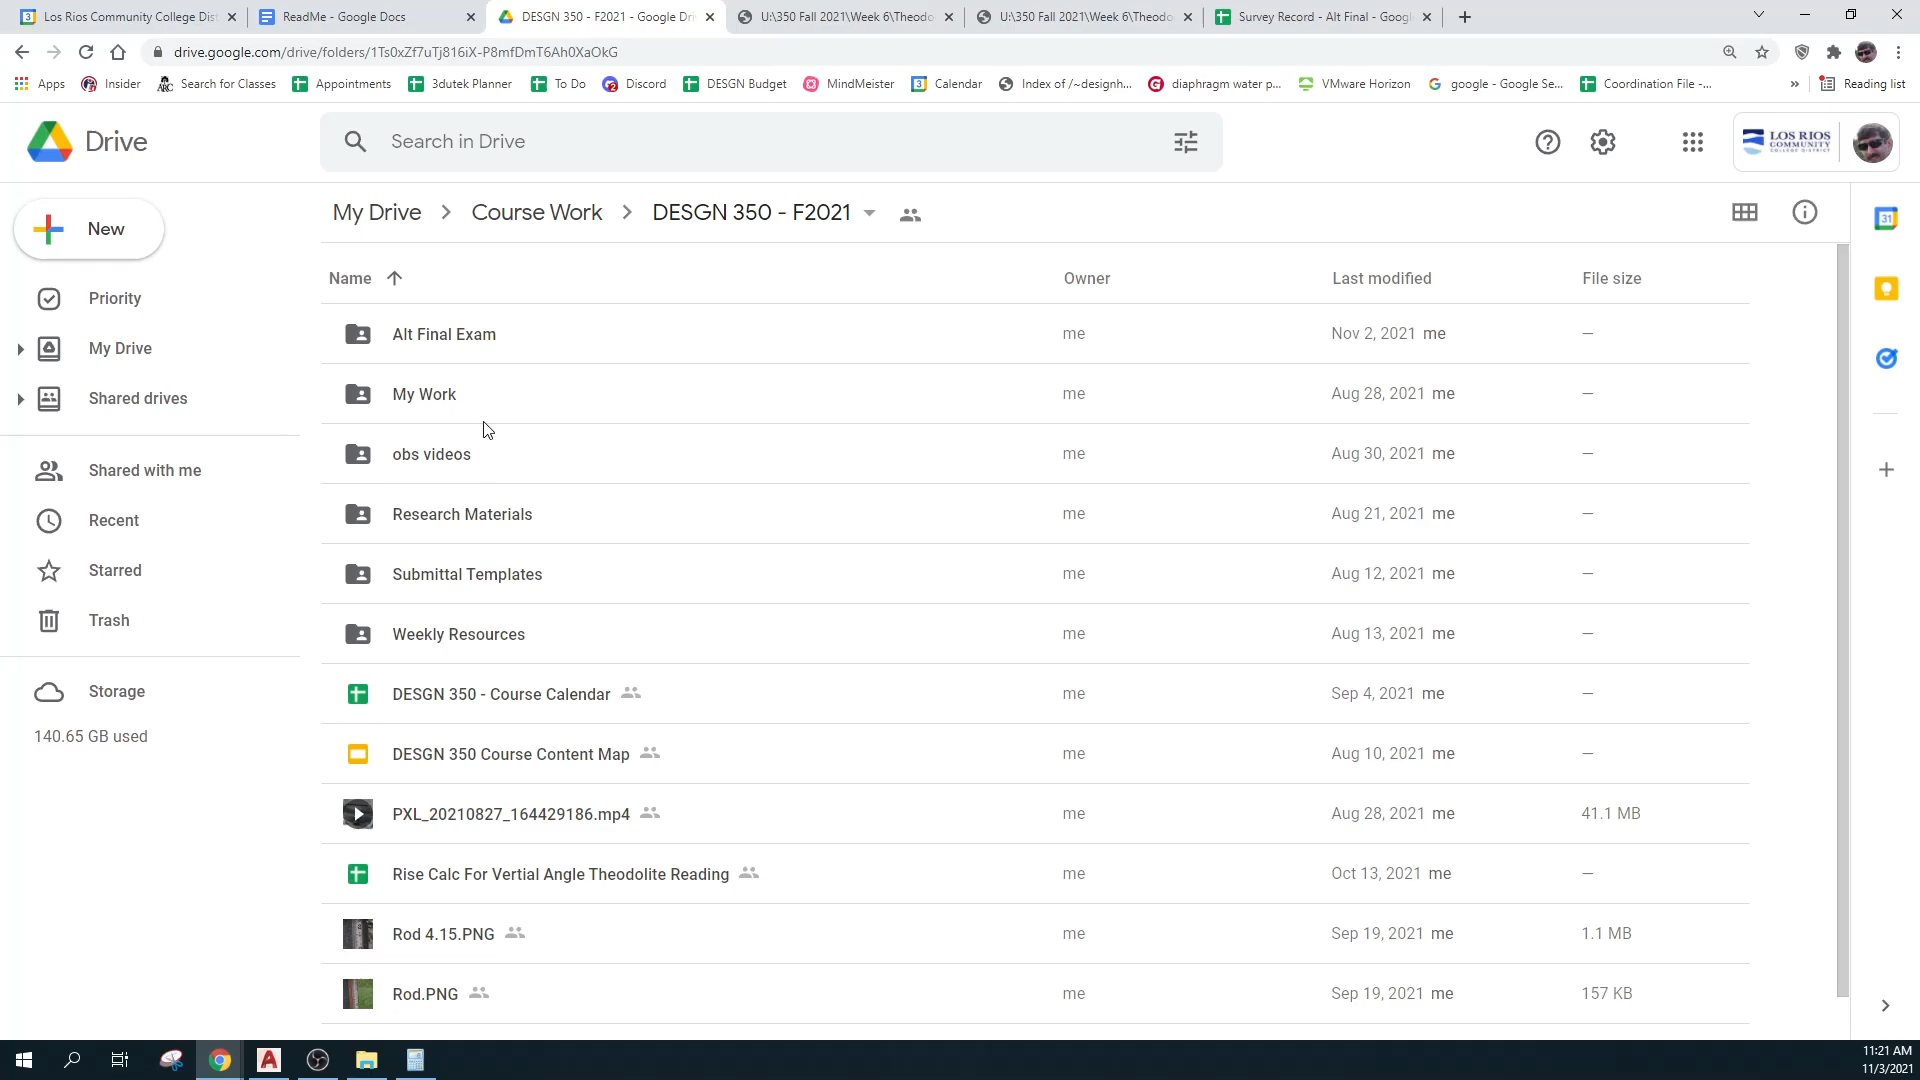 Los Rios Community College Dist
ReadMe - Google Docs
DESGN 350 - F2021 - Google Dri
U:\350 Fall 2021\Week 6\Theodo
U:\350 Fall 2021\Week 6\Theodo
Survey Record - Alt Final - Googl
drive.google.com/drive/folders/1Ts0xZf7uTj816iX-P8mfDmT6Ah0XaOkG
Apps
Insider
Search for Classes
Appointments
3dutek Planner
To Do
Discord
DESGN Budget
MindMeister
Calendar
Index of /~designh...
diaphragm water p...
VMware Horizon
google - Google Se...
Coordination File -...
»
Reading list
Drive
Search in Drive
LOS RIOS
COMMUNITY
COLLEGE DISTRICT
New
My Drive > Course Work > DESGN 350 - F2021
Priority
My Drive
Shared drives
Shared with me
Recent
Starred
Trash
Storage
140.65 GB used
Name Owner Last modified File size
Alt Final Exam me Nov 2, 2021 me —
My Work me Aug 28, 2021 me —
obs videos me Aug 30, 2021 me —
Research Materials me Aug 21, 2021 me —
Submittal Templates me Aug 12, 2021 me —
Weekly Resources me Aug 13, 2021 me —
DESGN 350 - Course Calendar me Sep 4, 2021 me —
DESGN 350 Course Content Map me Aug 10, 2021 me —
PXL_20210827_164429186.mp4 me Aug 28, 2021 me 41.1 MB
Rise Calc For Vertial Angle Theodolite Reading me Oct 13, 2021 me —
Rod 4.15.PNG me Sep 19, 2021 me 1.1 MB
Rod.PNG me Sep 19, 2021 me 157 KB
31
11:21 AM
11/3/2021